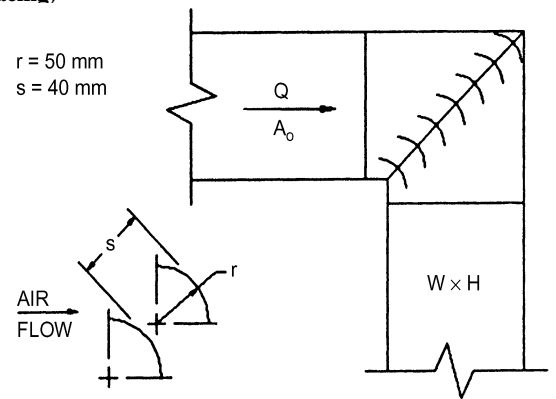 r = 50 mm
s = 40 mm
Q
A₀
s
r
AIR
FLOW
W × H